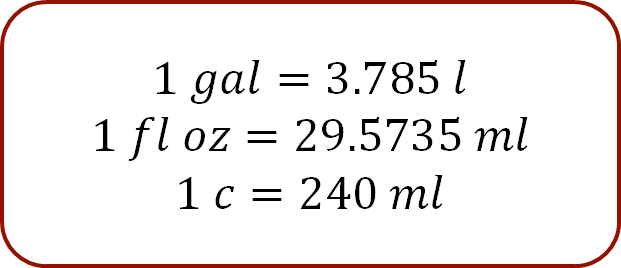 1 gal = 3.785 l
1 fl oz = 29.5735 ml
1 c = 240 ml